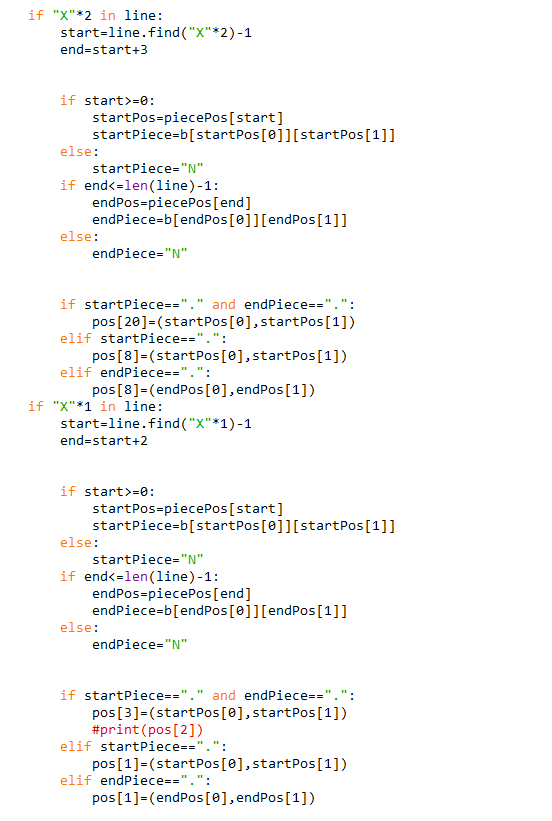 if "X"*2 in line:
start=line.find("X"*2)-1
end=start+3
if start>=0:
startPos=piecePos[start]
startPiece=b[startPos[0]][startPos[1]]
else:
startPiece="N"
if end<=len(line)-1:
endPos=piecePos[end]
endPiece=b[endPos[0]][endPos[1]]
else:
endPiece="N"
if startPiece=="." and endPiece==".":
pos[20]=(startPos[0],startPos[1])
elif startPiece==".":
pos[8]=(startPos[0],startPos[1])
elif endPiece==".":
pos[8]=(endPos[0],endPos[1])
if "X"*1 in line:
start=line.find("X"*1)-1
end=start+2
if start>=0:
startPos=piecePos[start]
startPiece=b[startPos[0]][startPos[1]]
else:
startPiece="N"
if end<=len(line)-1:
endPos=piecePos[end]
endPiece=b[endPos[0]][endPos[1]]
else:
endPiece="N"
if startPiece=="." and endPiece==".":
pos[3]=(startPos[0],startPos[1])
#print(pos[2])
elif startPiece==".":
pos[1]=(startPos[0],startPos[1])
elif endPiece==".":
pos[1]=(endPos[0],endPos[1])